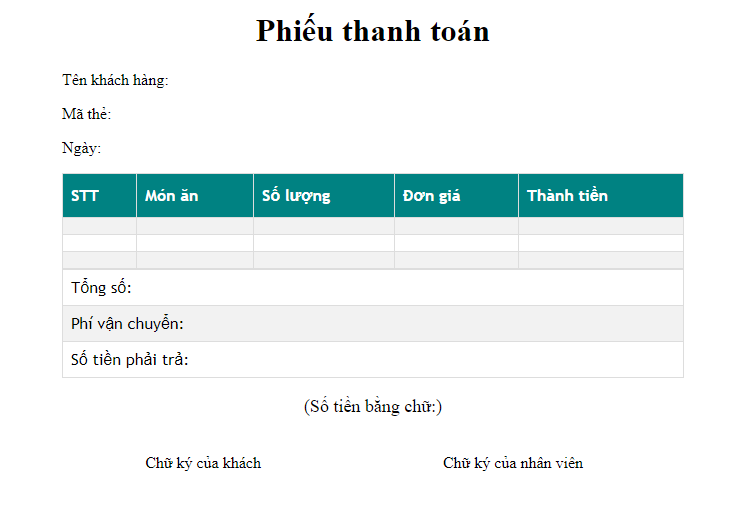 Phiếu thanh toán
Tên khách hàng:
Mã thẻ:
Ngày:
STT Món ăn Số lượng Đơn giá Thành tiền
Tổng số:
Phí vận chuyển:
Số tiền phải trả:
(Số tiền bằng chữ:)
Chữ ký của khách Chữ ký của nhân viên